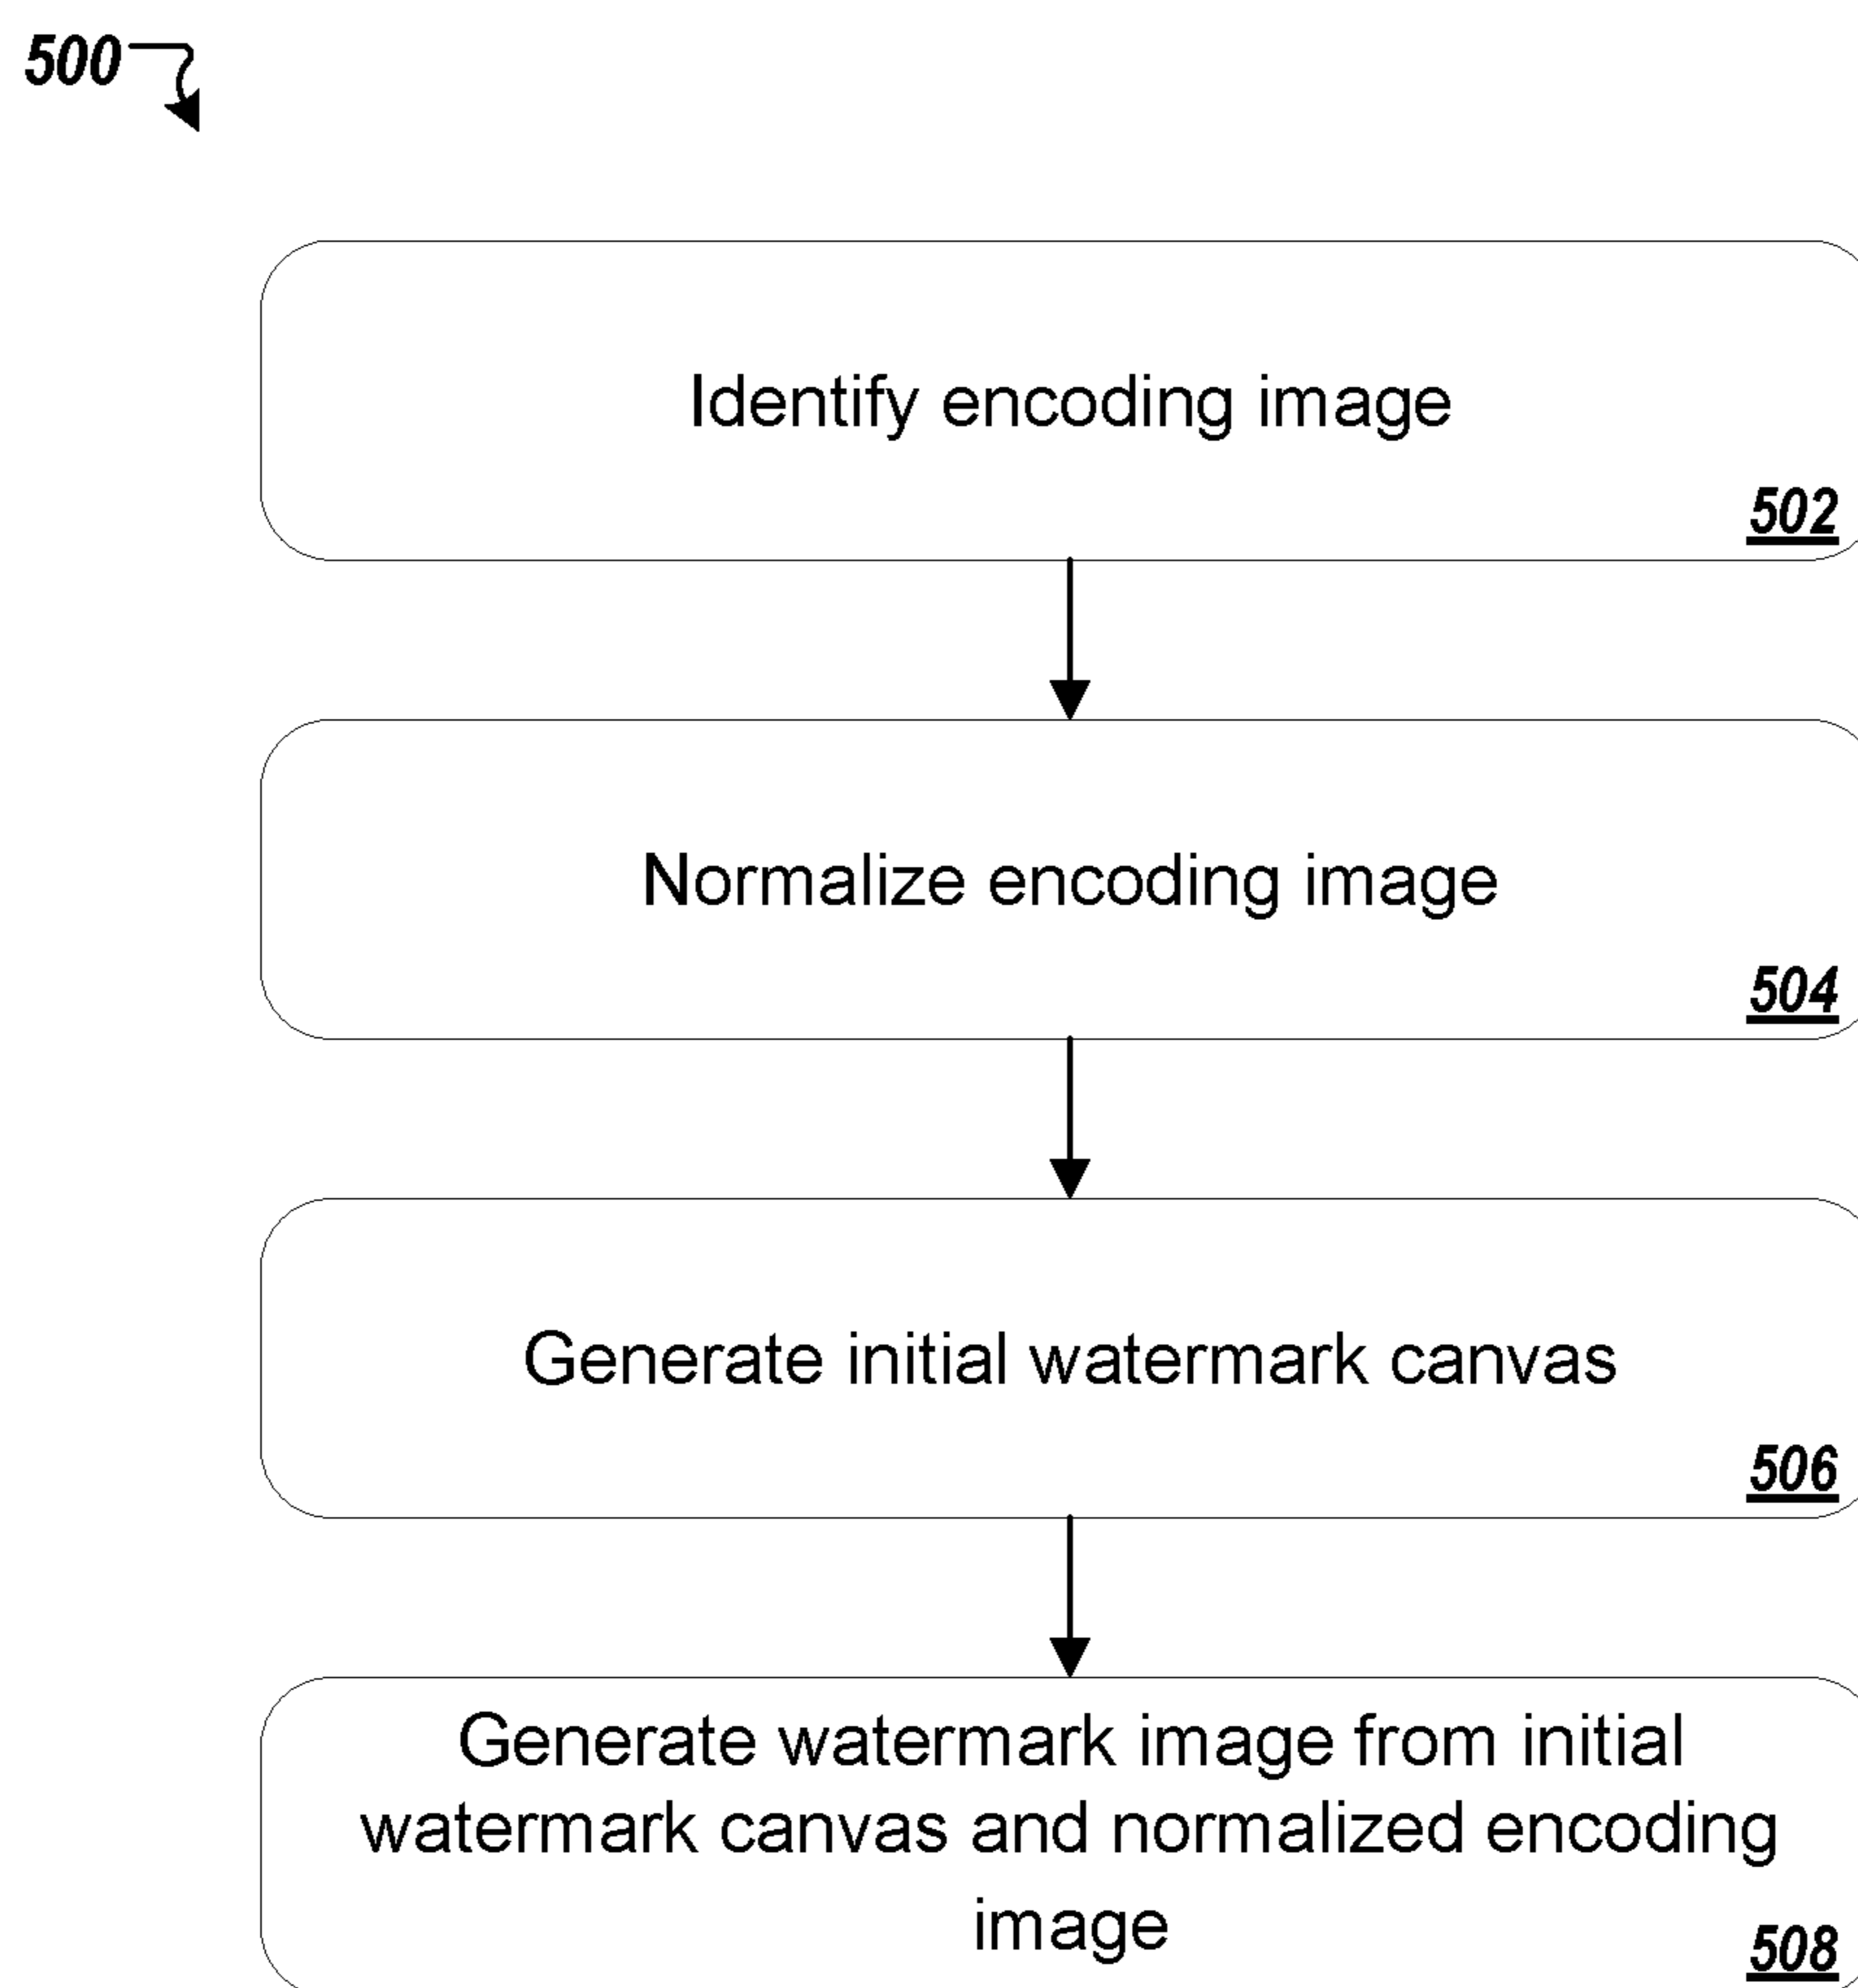 500
Identify encoding image
502
Normalize encoding image
504
Generate initial watermark canvas
506
Generate watermark image from initial
watermark canvas and normalized encoding
image
508